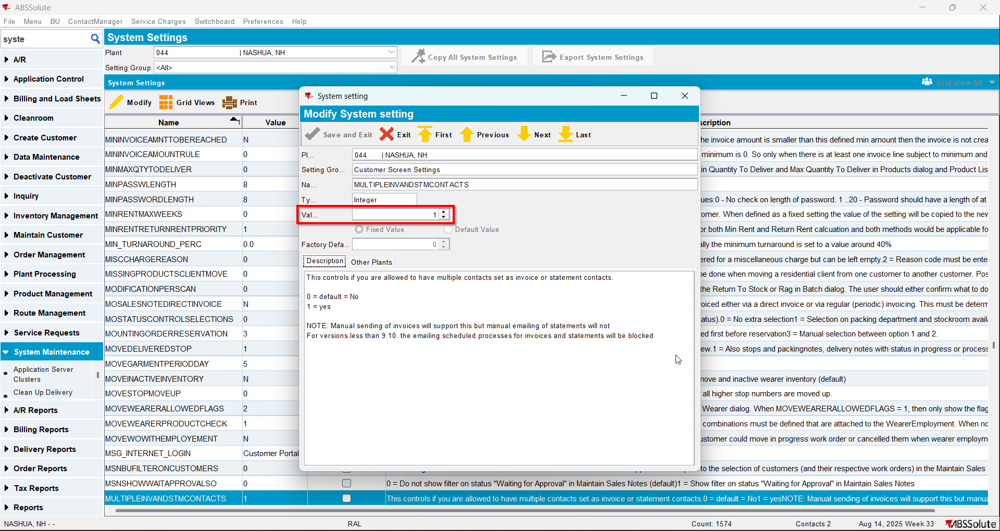 ABSSolute
File Menu BU ContactManager Service Charges Switchboard Preferences Help
syste
System Settings
Plant 044 | NASHUA, NH
Setting Group <All>
Copy All System Settings Export System Settings
System Settings Grid View All
Modify Grid Views Print
Name 1 Value scription
MININVOICEAMNTTOBEREACHED N he invoice amount is smaller than this defined min amount then the invoice is not crea
MININVOICEAMOUNTRULE 0 minimum is 0. So only when there is at least one invoice line subject to minimum and
MINMAXQTYTODELIVER 0 in Quantity To Deliver and Max Quantity To Deliver in Products dialog and Product Lis
MINPASSWLENGTH 8
MINPASSWORDLENGTH 8 ues:0 - No check on length of password. 1 ..20 - Password should have a length of at
MINRENTMAXWEEKS 0 omer. When defined as a fixed setting the value of the setting will be copied to the new
MINRENTRETURNRENTPRIORITY 1 or both Min Rent and Return Rent calcuation and both methods would be applicable fo
MIN_TURNAROUND_PERC 0.0 ally the minimum turnaround is set to a value around 40%
MISCCHARGEREASON 0 ered for a miscellaneous charge but can be left empty.2 = Reason code must be ente
MISSINGPRODUCTSCLIENTMOVE 0 be done when moving a residential client from one customer to another customer. Pos
MODIFICATIONPERSCAN 0 the Return To Stock or Rag in Batch dialog. The user should either confirm what to do
MOSALESNOTEDIRECTINVOICE N oiced either via a direct invoice or via regular (periodic) invoicing. This must be determ
MOSTATUSCONTROLSELECTIONS 0 atus).0 = No extra selection1 = Selection on packing department and stockroom availa
MOUNTINGORDERRESERVATION 3 ed first before reservation3 = Manual selection between option 1 and 2.
MOVEDELIVEREDSTOP 1 ew.1 = Also stops and packingnotes, delivery notes with status in progress or process
MOVEGARMENTPERIODDAY 5
MOVEINACTIVEINVENTORY N move and inactive wearer inventory (default)
MOVESTOPMOVEUP 0 all higher stop numbers are moved up.
MOVEWEARERALLOWEDFLAGS 2 Wearer dialog. When MOVEWEARERALLOWEDFLAGS = 1, then only show the flag
MOVEWEARERPRODUCTCHECK 1 combinations must be defined that are attached to the WearerEmployment. When no
MOVEWOWITHEMPLOYEMENT N ustomer could move in progress work order or cancelled them when wearer employm
MSG_INTERNET_LOGIN Customer Portal
MSNBUFILTERONCUSTOMERS 0 to the selection of customers (and their respective work orders) in the Maintain Sales
MSNSHOWWAITAPPROVALSO 0 0 = Do not show filter on status "Waiting for Approval" in Maintain Sales Notes (default)1 = Show filter on status "Waiting for Approval" in Maintain Sales Notes
MULTIPLEINVANDSTMCONTACTS 1 This controls if you are allowed to have multiple contacts set as invoice or statement contacts.0 = default = No1 = yesNOTE: Manual sending of invoices will support this but manua
A/R
Application Control
Billing and Load Sheets
Cleanroom
Create Customer
Data Maintenance
Deactivate Customer
Inquiry
Inventory Management
Maintain Customer
Order Management
Plant Processing
Product Management
Route Management
Service Requests
System Maintenance
Application Server
Clusters
Clean Up Delivery
A/R Reports
Billing Reports
Delivery Reports
Order Reports
Tax Reports
Reports
System setting
Modify System setting
Save and Exit Exit First Previous Next Last
Pl... 044 | NASHUA, NH
Setting Gro... Customer Screen Settings
Na... MULTIPLEINVANDSTMCONTACTS
Ty... Integer
Val... 1
Fixed Value Default Value
Factory Defa... 0
Description Other Plants
This controls if you are allowed to have multiple contacts set as invoice or statement contacts.
0 = default = No
1 = yes
NOTE: Manual sending of invoices will support this but manual emailing of statements will not
For versions less than 9.10. the emailing scheduled processes for invoices and statements will be blocked
NASHUA, NH - - RAL Count: 1574 Contacts 2 Aug 14, 2025 Week 33 ABSSolute